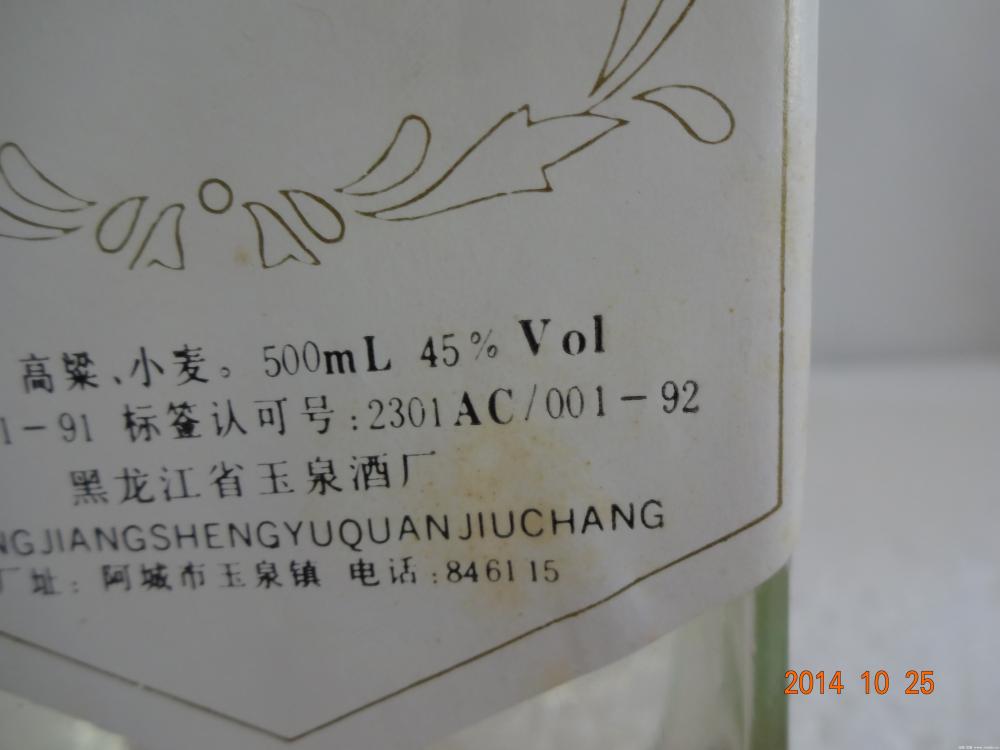 高粱、小麦。 500mL 45% Vol
1-91 标签认可号:2301AC/001-92
黑龙江省玉泉酒厂
NGJIANGSHENGYUQUANJIUCHANG
厂址: 阿城市玉泉镇 电话:846115
2014 10 25